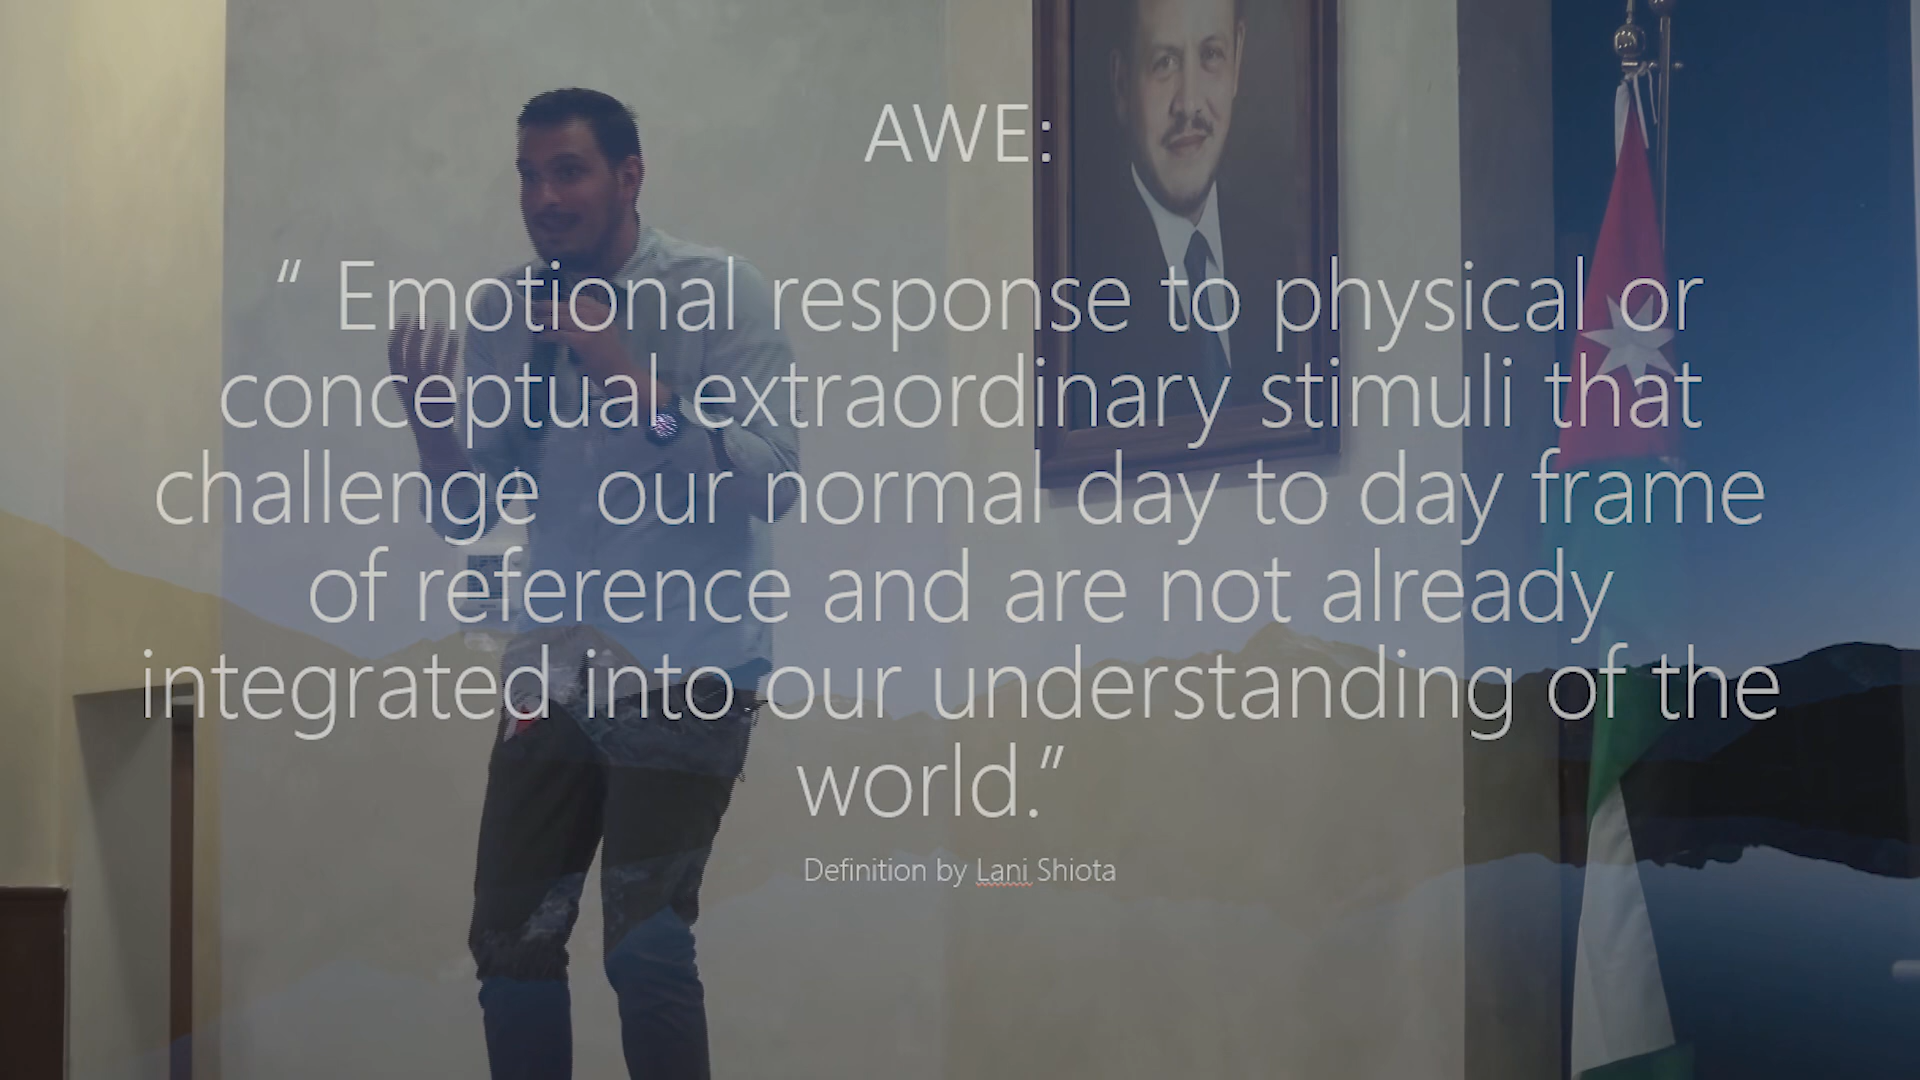 AWE:
“ Emotional response to physical or
conceptual extraordinary stimuli that
challenge  our normal day to day frame
of reference and are not already
integrated into our understanding of the
world.”
Definition by Lani Shiota